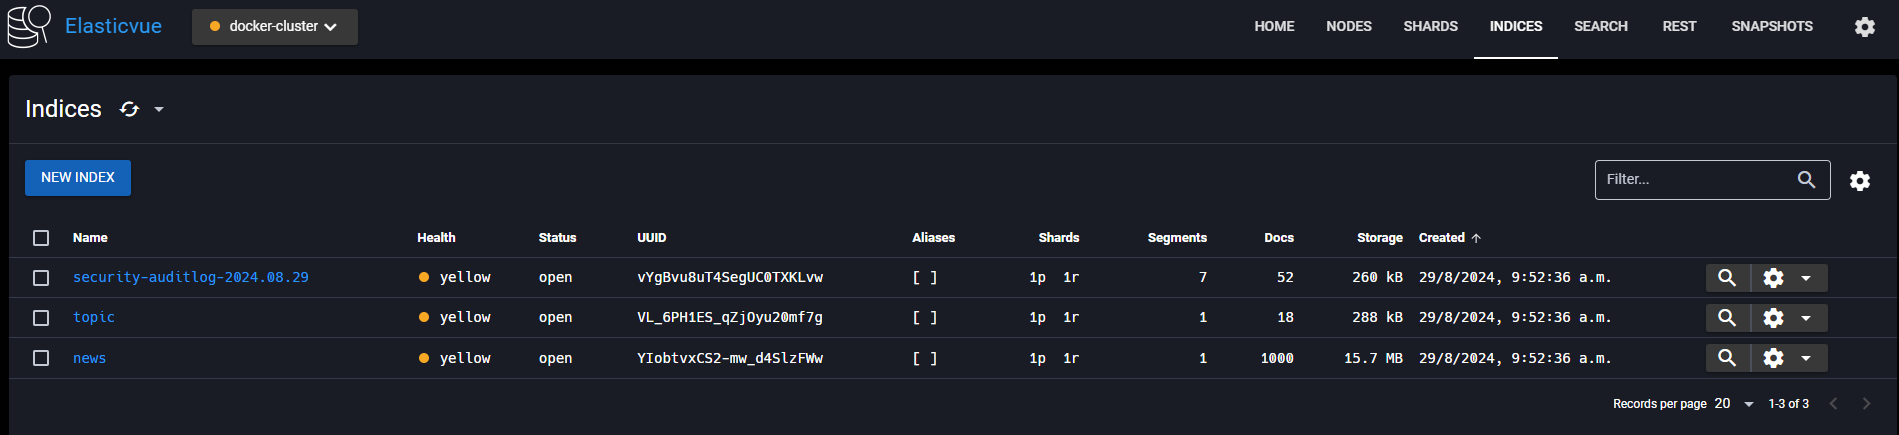 Elasticvue docker-cluster HOME NODES SHARDS INDICES SEARCH REST SNAPSHOTS
Indices
NEW INDEX Filter...
Name Health Status UUID Aliases Shards Segments Docs Storage Created
security-auditlog-2024.08.29 yellow open vYgBvu8uT4SegUC0TXKLvw [ ] 1p 1r 7 52 260 kB 29/8/2024, 9:52:36 a.m.
topic yellow open VL_6PH1ES_qZjOyu20mf7g [ ] 1p 1r 1 18 288 kB 29/8/2024, 9:52:36 a.m.
news yellow open YIobtvxCS2-mw_d4SlzFWw [ ] 1p 1r 1 1000 15.7 MB 29/8/2024, 9:52:36 a.m.
Records per page 20 1-3 of 3